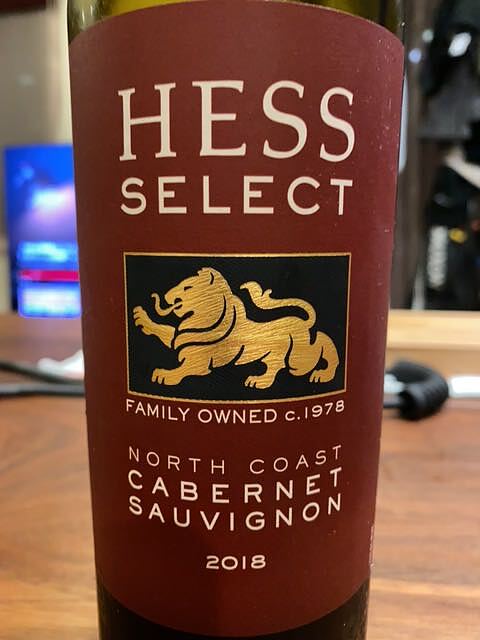 HESS
SELECT
FAMILY OWNED c.1978
NORTH COAST
CABERNET
SAUVIGNON
2018